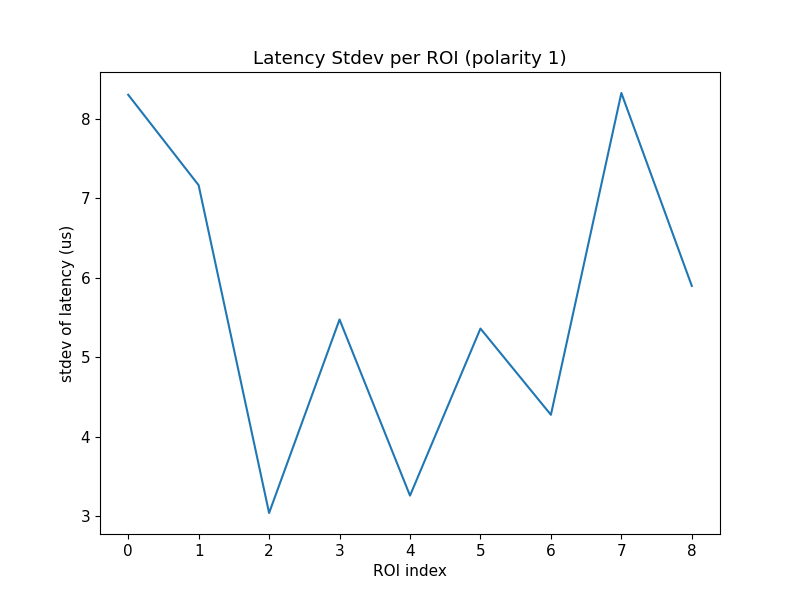 Latency Stdev per ROI (polarity 1)
stdev of latency (us)
8
7
6
5
4
3
0 1 2 3 4 5 6 7 8
ROI index